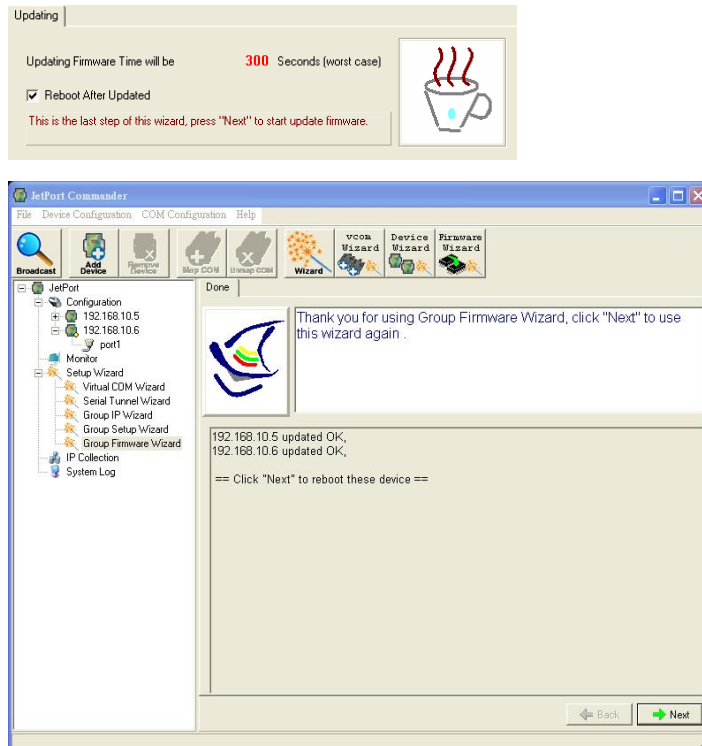 Updating
Updating Firmware Time will be 300 Seconds (worst case)
Reboot After Updated
This is the last step of this wizard, press "Next" to start update firmware.
JetPort Commander
File Device Configuration COM Configuration Help
Broadcast
Add Device
Remove Device
Map COM
Unmap COM
Wizard
VCOM Wizard
Device Wizard
Firmware Wizard
JetPort
Configuration
192.168.10.5
192.168.10.6
port1
Monitor
Setup Wizard
Virtual COM Wizard
Serial Tunnel Wizard
Group IP Wizard
Group Setup Wizard
Group Firmware Wizard
IP Collection
System Log
Done
Thank you for using Group Firmware Wizard, click "Next" to use
this wizard again .
192.168.10.5 updated OK,
192.168.10.6 updated OK,
== Click "Next" to reboot these device ==
Back
Next